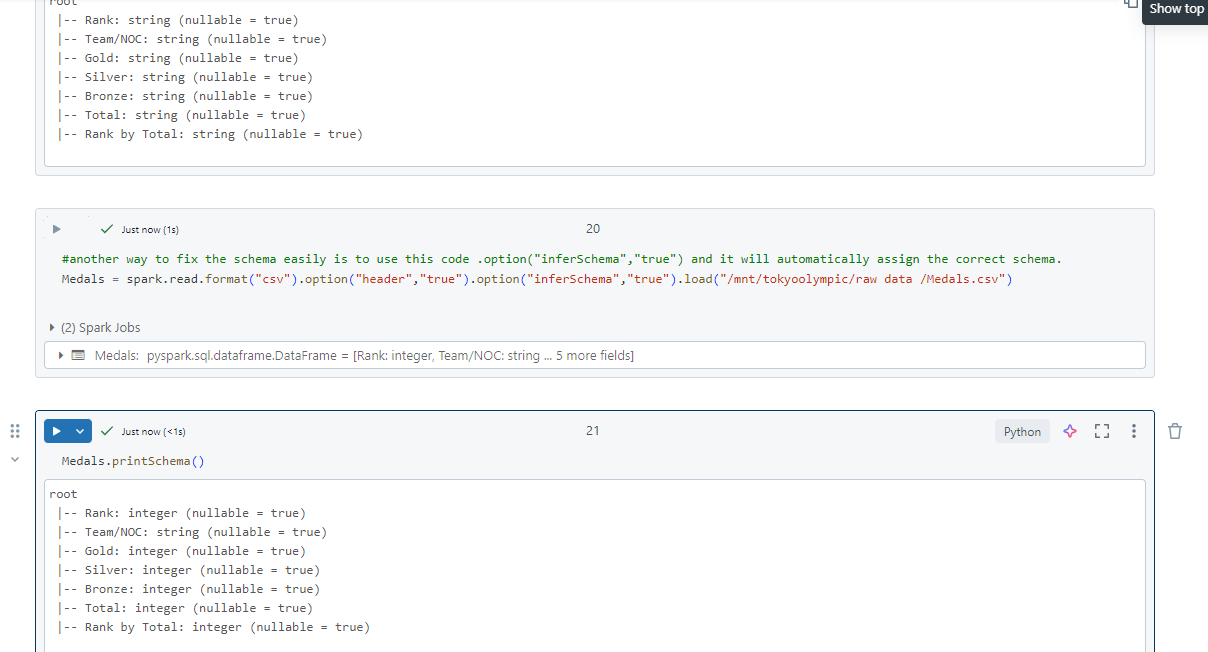 root
Show top
|-- Rank: string (nullable = true)
|-- Team/NOC: string (nullable = true)
|-- Gold: string (nullable = true)
|-- Silver: string (nullable = true)
|-- Bronze: string (nullable = true)
|-- Total: string (nullable = true)
|-- Rank by Total: string (nullable = true)
Just now (1s)
20
#another way to fix the schema easily is to use this code .option("inferSchema","true") and it will automatically assign the correct schema.
Medals = spark.read.format("csv").option("header","true").option("inferSchema","true").load("/mnt/tokyoolympic/raw data /Medals.csv")
(2) Spark Jobs
Medals: pyspark.sql.dataframe.DataFrame = [Rank: integer, Team/NOC: string ... 5 more fields]
Just now (<1s)
21
Python
Medals.printSchema()
root
|-- Rank: integer (nullable = true)
|-- Team/NOC: string (nullable = true)
|-- Gold: integer (nullable = true)
|-- Silver: integer (nullable = true)
|-- Bronze: integer (nullable = true)
|-- Total: integer (nullable = true)
|-- Rank by Total: integer (nullable = true)